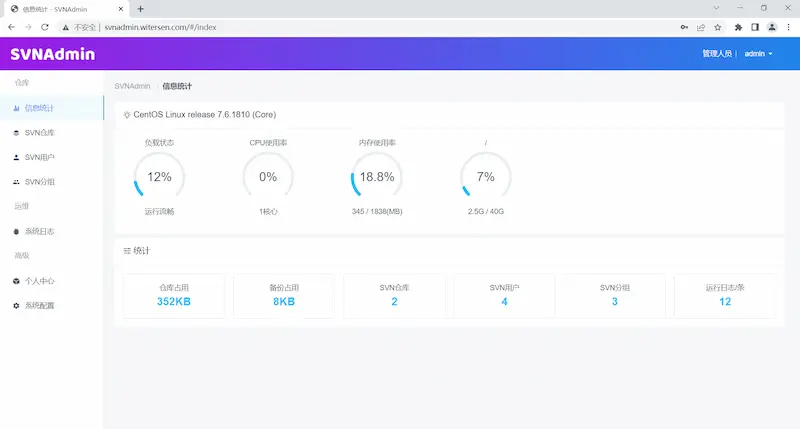 信息统计 - SVNAdmin
不安全 | svnadmin.witersen.com/#/index
SVNAdmin
管理人员 | admin
仓库
信息统计
SVN仓库
SVN用户
SVN分组
运维
系统日志
高级
个人中心
系统配置
SVNAdmin / 信息统计
CentOS Linux release 7.6.1810 (Core)
负载状态 CPU使用率 内存使用率 /
12% 0% 18.8% 7%
运行流畅 1核心 345 / 1838(MB) 2.5G / 40G
统计
仓库占用 备份占用 SVN仓库 SVN用户 SVN分组 运行日志/条
352KB 8KB 2 4 3 12